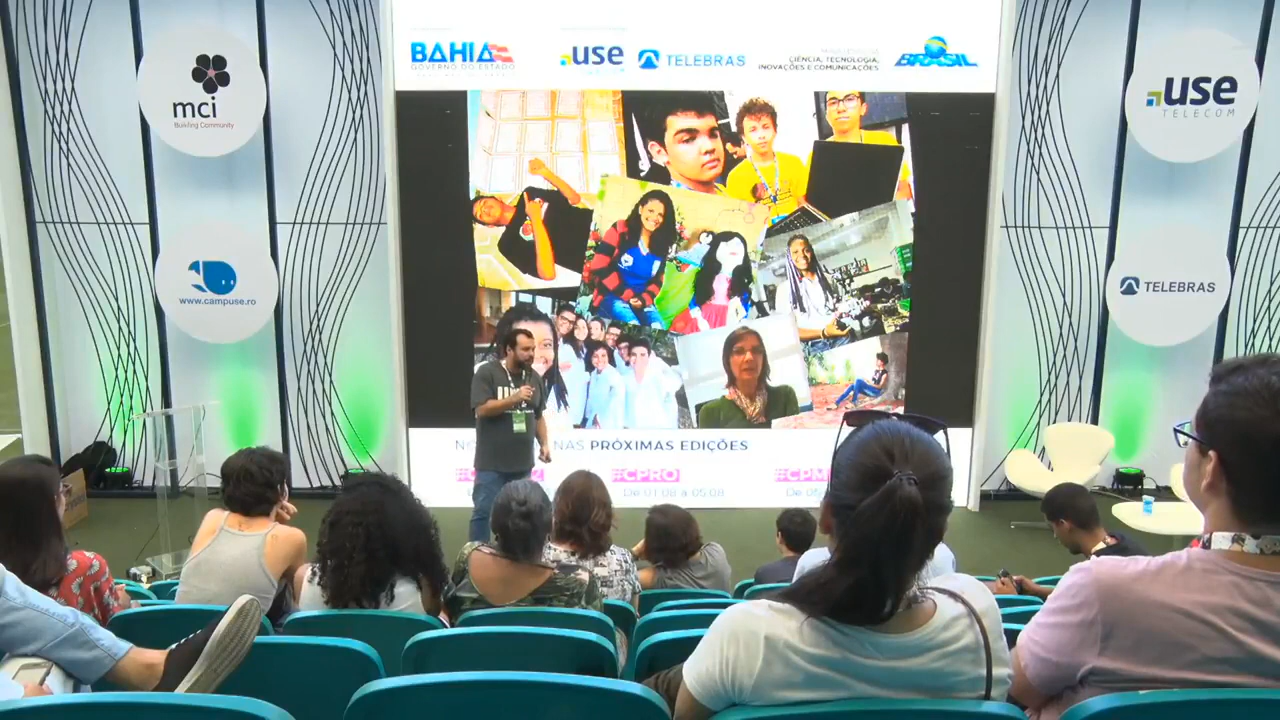 BAHIA
GOVERNO DO ESTADO
use
TELEBRAS
CIÊNCIA, TECNOLOGIA,
INOVAÇÕES E COMUNICAÇÕES
BRASIL
mci
Building Community
use
TELECOM
www.campuse.ro
TELEBRAS
NAS PRÓXIMAS EDIÇÕES
#CPRO
#CPM
De 01.08 a 05.08